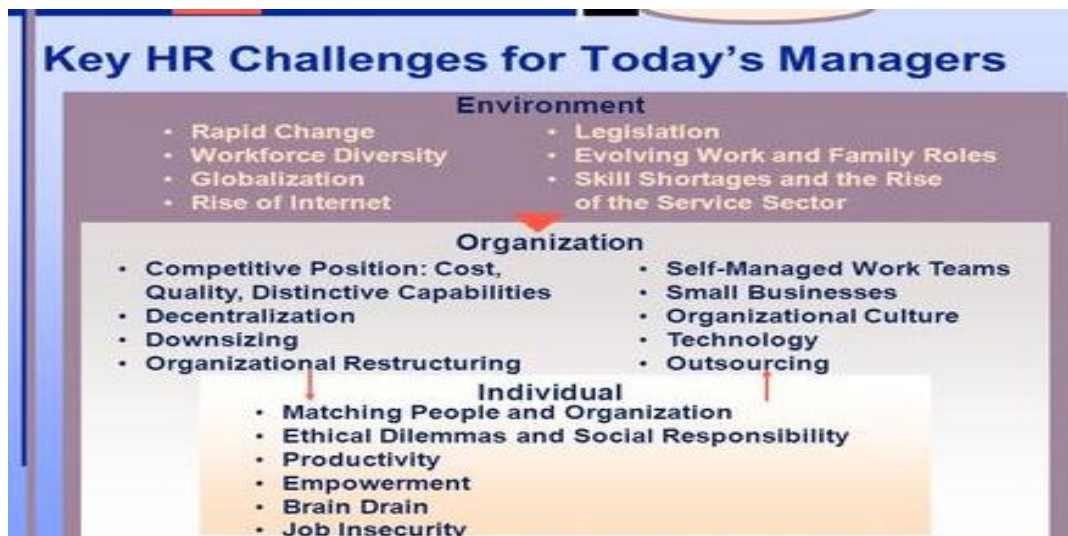 Key HR Challenges for Today's Managers
Environment
• Rapid Change
• Workforce Diversity
• Globalization
• Rise of Internet
• Legislation
• Evolving Work and Family Roles
• Skill Shortages and the Rise
of the Service Sector
Organization
• Competitive Position: Cost,
Quality, Distinctive Capabilities
• Decentralization
• Downsizing
• Organizational Restructuring
• Self-Managed Work Teams
• Small Businesses
• Organizational Culture
• Technology
• Outsourcing
Individual
• Matching People and Organization
• Ethical Dilemmas and Social Responsibility
• Productivity
• Empowerment
• Brain Drain
• Job Insecurity